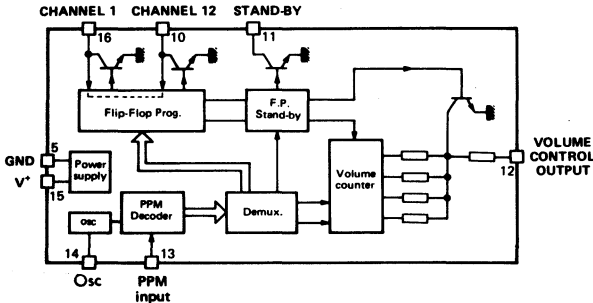 CHANNEL 1 CHANNEL 12 STAND-BY
16 10 11
Flip-Flop Prog.
F.P.
Stand-by
5
GND
V+
15
Power
supply
Volume
counter
VOLUME
CONTROL
OUTPUT
12
osc
PPM
Decoder
Demux.
14 13
Osc
PPM
input